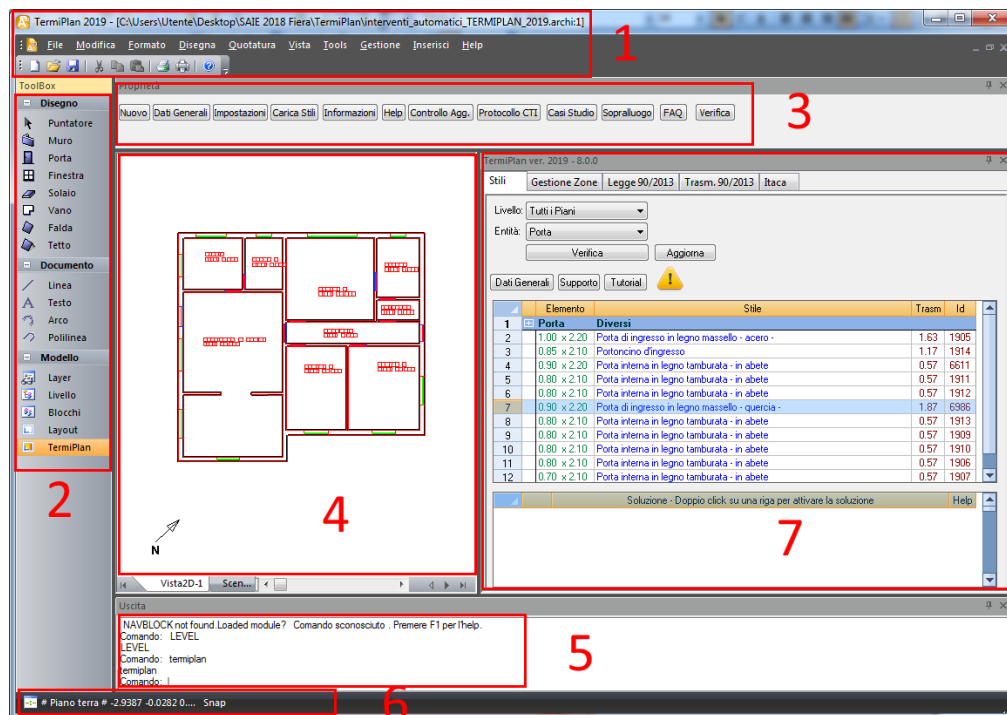 TermiPlan 2019 - [C:\Users\Utente\Desktop\SAIE 2018 Fiera\TermiPlan\interventi_automatici_TERMIPLAN_2019.archi:1]
File Modifica Formato Disegna Quotatura Vista Tools Gestione Inserisci Help
1
ToolBox
Disegno
Puntatore
Muro
Porta
Finestra
Solaio
Vano
Falda
Tetto
Documento
Linea
Testo
Arco
Polilinea
Modello
Layer
Livello
Blocchi
Layout
TermiPlan
2
Proprietà
Nuovo Dati Generali Impostazioni Carica Stili Informazioni Help Controllo Agg. Protocollo CTI Casi Studio Sopralluogo FAQ Verifica
3
N
4
Vista2D-1 Scen...
TermiPlan ver. 2019 - 8.0.0
Stili Gestione Zone Legge 90/2013 Trasm. 90/2013 Itaca
Livello: Tutti i Piani
Entità: Porta
Verifica Aggiorna
Dati Generali Supporto Tutorial
Elemento Stile Trasm Id
1 Porta Diversi
2 1.00 x 2.20 Porta di ingresso in legno massello - acero - 1.63 1905
3 0.85 x 2.10 Portoncino d'ingresso 1.17 1914
4 0.90 x 2.20 Porta interna in legno tamburata - in abete 0.57 6611
5 0.80 x 2.10 Porta interna in legno tamburata - in abete 0.57 1911
6 0.80 x 2.10 Porta interna in legno tamburata - in abete 0.57 1912
7 0.90 x 2.20 Porta di ingresso in legno massello - quercia - 1.87 6986
8 0.80 x 2.10 Porta interna in legno tamburata - in abete 0.57 1913
9 0.80 x 2.10 Porta interna in legno tamburata - in abete 0.57 1909
10 0.80 x 2.10 Porta interna in legno tamburata - in abete 0.57 1910
11 0.80 x 2.10 Porta interna in legno tamburata - in abete 0.57 1906
12 0.70 x 2.10 Porta interna in legno tamburata - in abete 0.57 1907
Soluzione - Doppio click su una riga per attivare la soluzione Help
7
Uscita
NAVBLOCK not found.Loaded module? Comando sconosciuto . Premere F1 per l'help.
Comando: LEVEL
LEVEL
Comando: termiplan
termiplan
Comando:
5
# Piano terra # -2.9387 -0.0282 0.... Snap
6